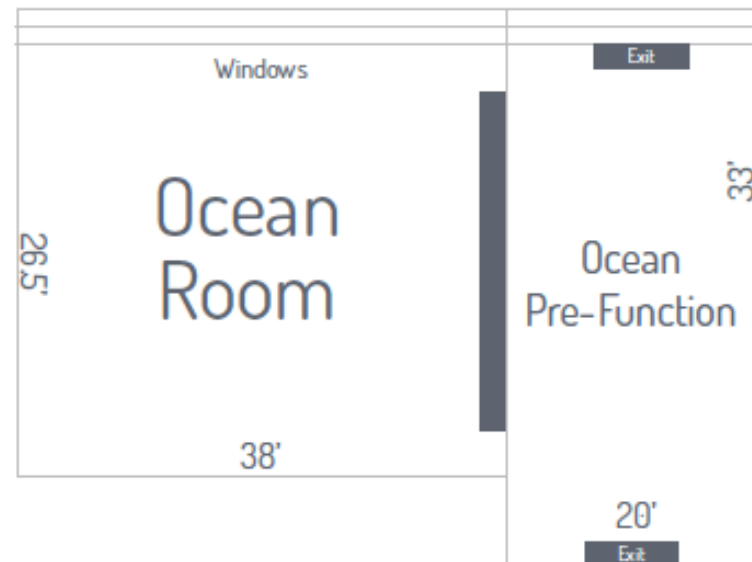 Windows
Exit
Ocean
Room
26.5'
38'
33'
Ocean
Pre-Function
20'
Exit